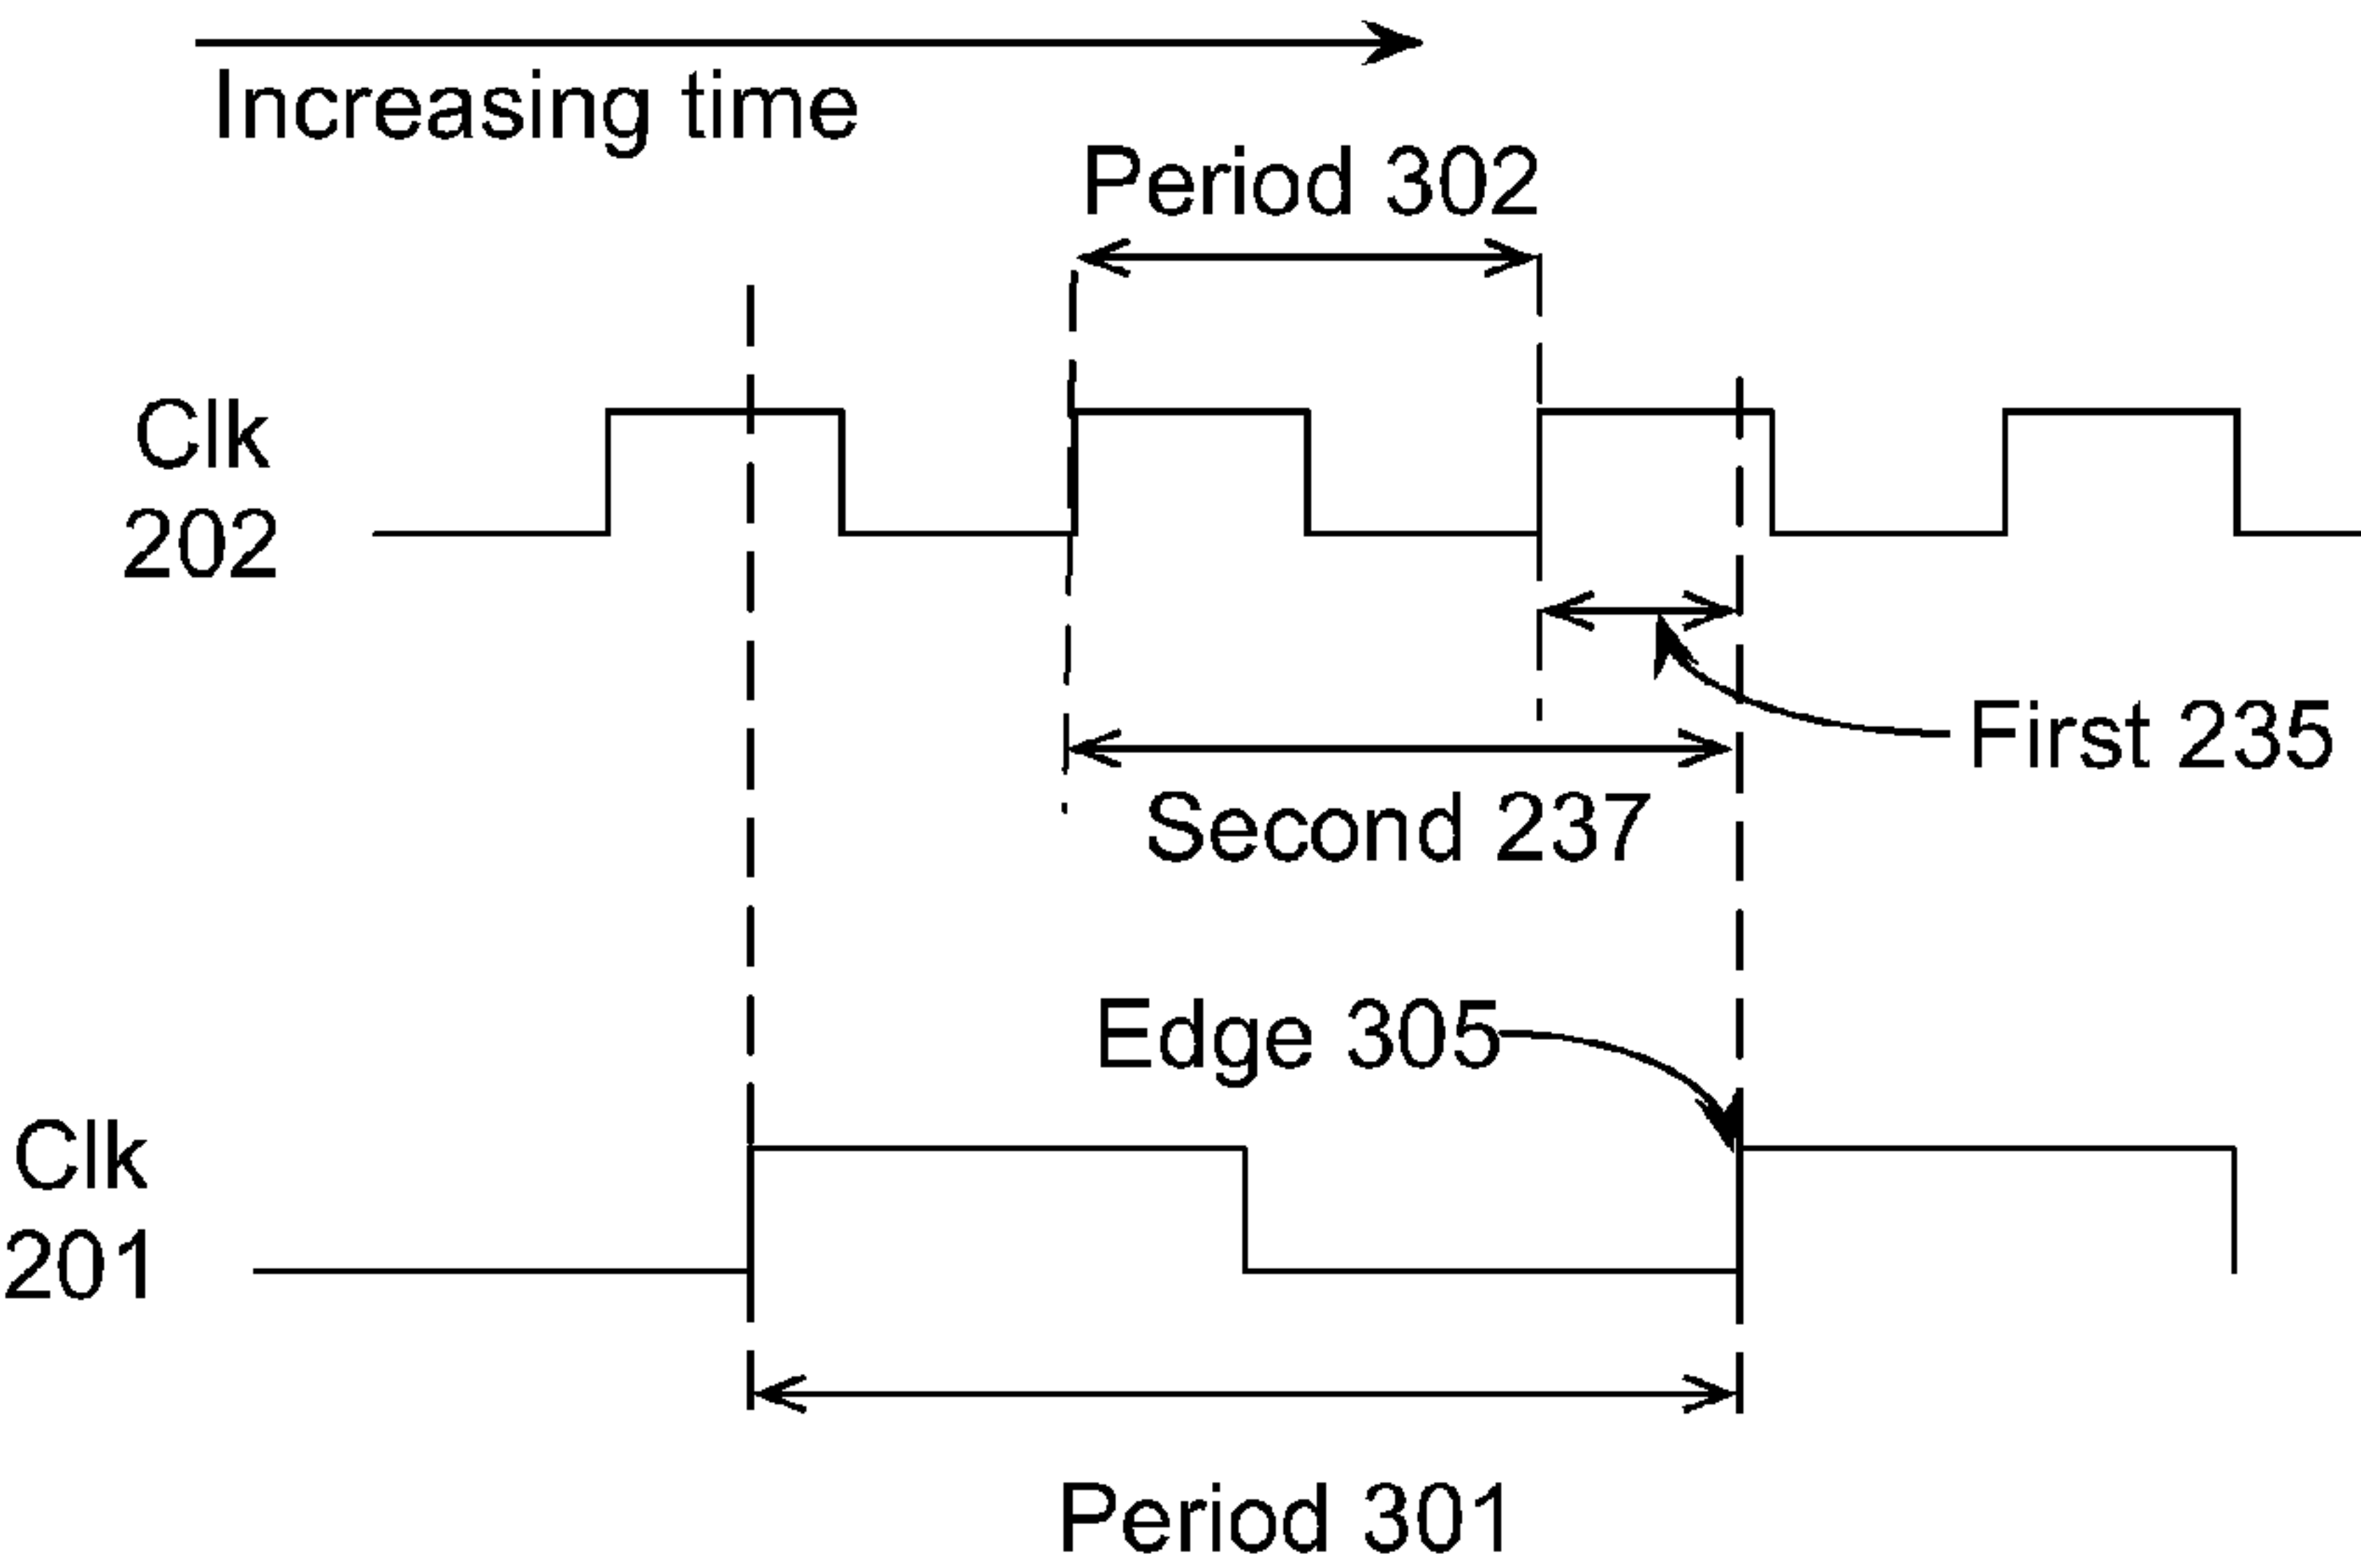 Increasing time
Period 302
Clk
202
First 235
Second 237
Edge 305
Clk
201
Period 301